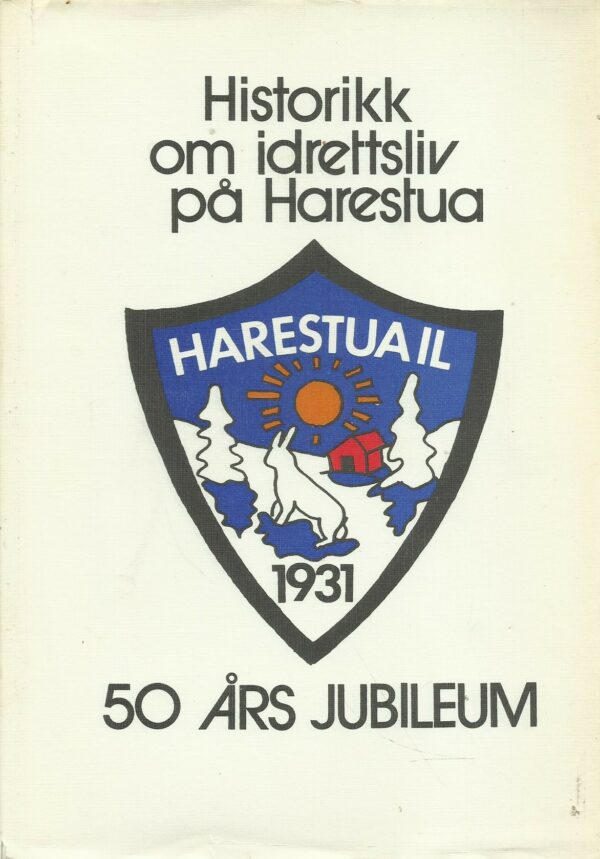 Historikk
om idrettsliv
på Harestua
HARESTUA IL
1931
50 ÅRS JUBILEUM